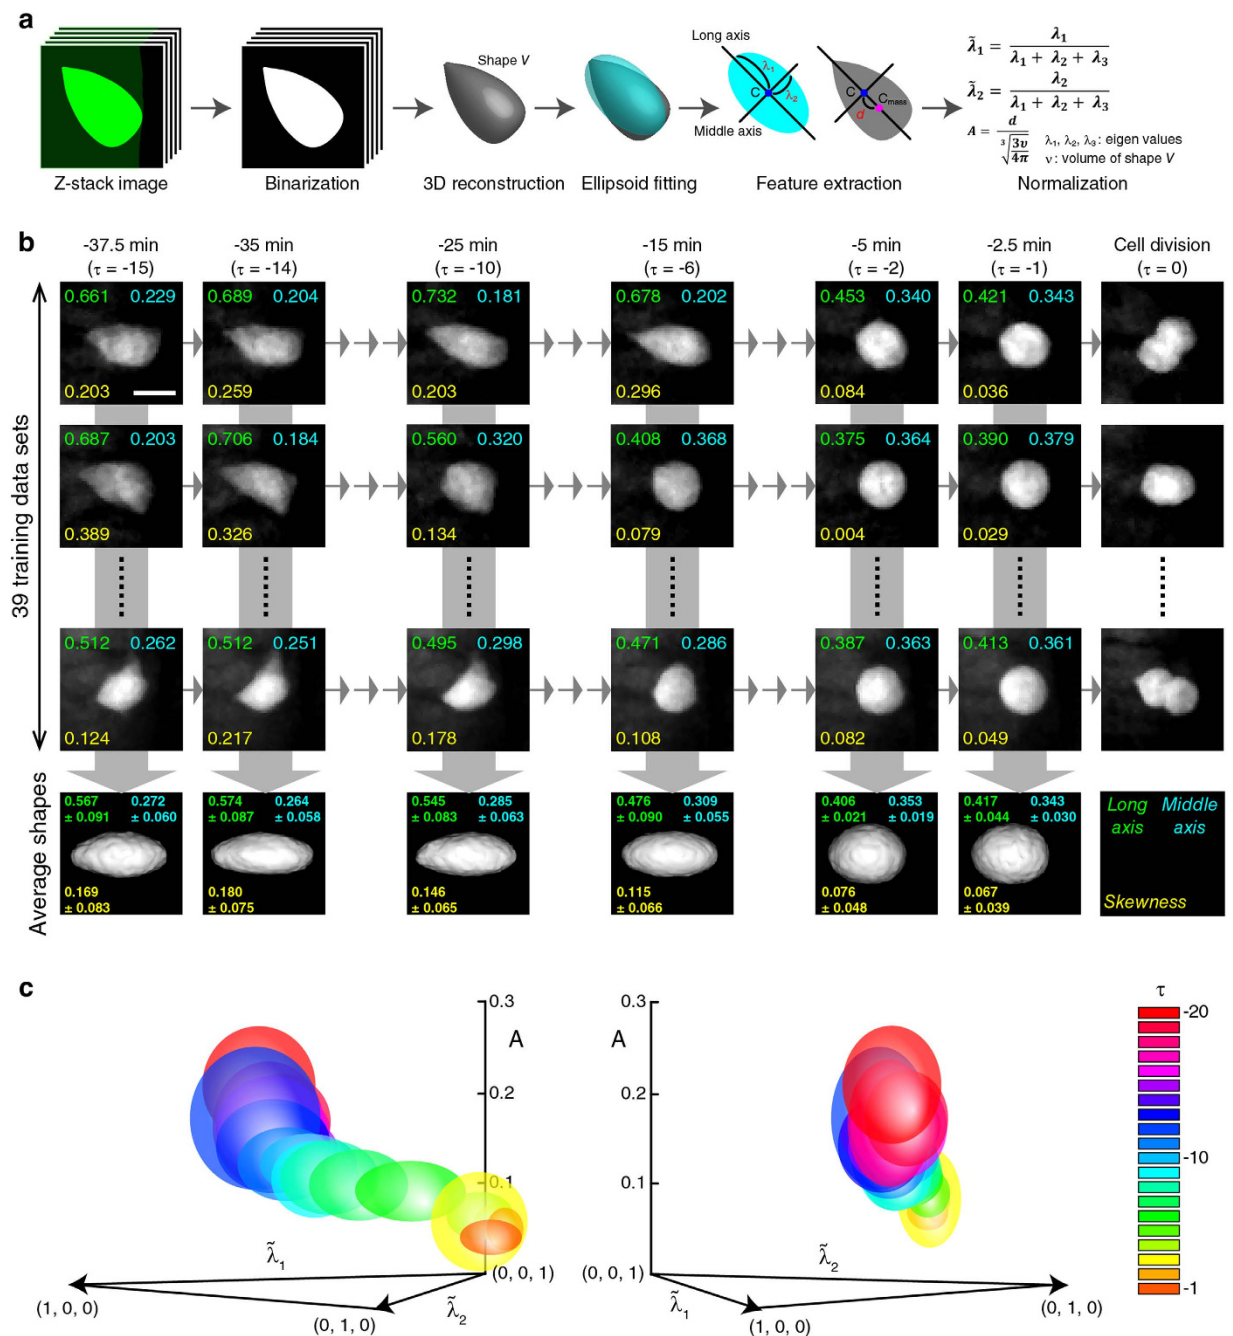 a
Shape V
Long axis
λ₁
C
λ₂
Middle axis
C
C mass
d
λ̃₁ = λ₁ / (λ₁ + λ₂ + λ₃)
λ̃₂ = λ₂ / (λ₁ + λ₂ + λ₃)
A = d / ∛(3υ / 4π)
λ₁, λ₂, λ₃: eigen values
ν: volume of shape V
Z-stack image
Binarization
3D reconstruction
Ellipsoid fitting
Feature extraction
Normalization
b
-37.5 min -35 min -25 min -15 min -5 min -2.5 min Cell division
(τ = -15) (τ = -14) (τ = -10) (τ = -6) (τ = -2) (τ = -1) (τ = 0)
39 training data sets
0.661 0.229 0.689 0.204 0.732 0.181 0.678 0.202 0.453 0.340 0.421 0.343
0.203 0.259 0.203 0.296 0.084 0.036
0.687 0.203 0.706 0.184 0.560 0.320 0.408 0.368 0.375 0.364 0.390 0.379
0.389 0.326 0.134 0.079 0.004 0.029
0.512 0.262 0.512 0.251 0.495 0.298 0.471 0.286 0.387 0.363 0.413 0.361
0.124 0.217 0.178 0.108 0.082 0.049
Average shapes
0.567 0.272 0.574 0.264 0.545 0.285 0.476 0.309 0.406 0.353 0.417 0.343 Long Middle
± 0.091 ± 0.060 ± 0.087 ± 0.058 ± 0.083 ± 0.063 ± 0.090 ± 0.055 ± 0.021 ± 0.019 ± 0.044 ± 0.030 axis axis
0.169 0.180 0.146 0.115 0.076 0.067
± 0.083 ± 0.075 ± 0.065 ± 0.066 ± 0.048 ± 0.039 Skewness
c
0.3
A
0.2
0.1
λ̃₁
(0, 0, 1)
(1, 0, 0)
λ̃₂
(0, 1, 0)
0.3
A
0.2
0.1
λ̃₂
(0, 0, 1)
λ̃₁
(1, 0, 0)
(0, 1, 0)
τ
-20
-10
-1